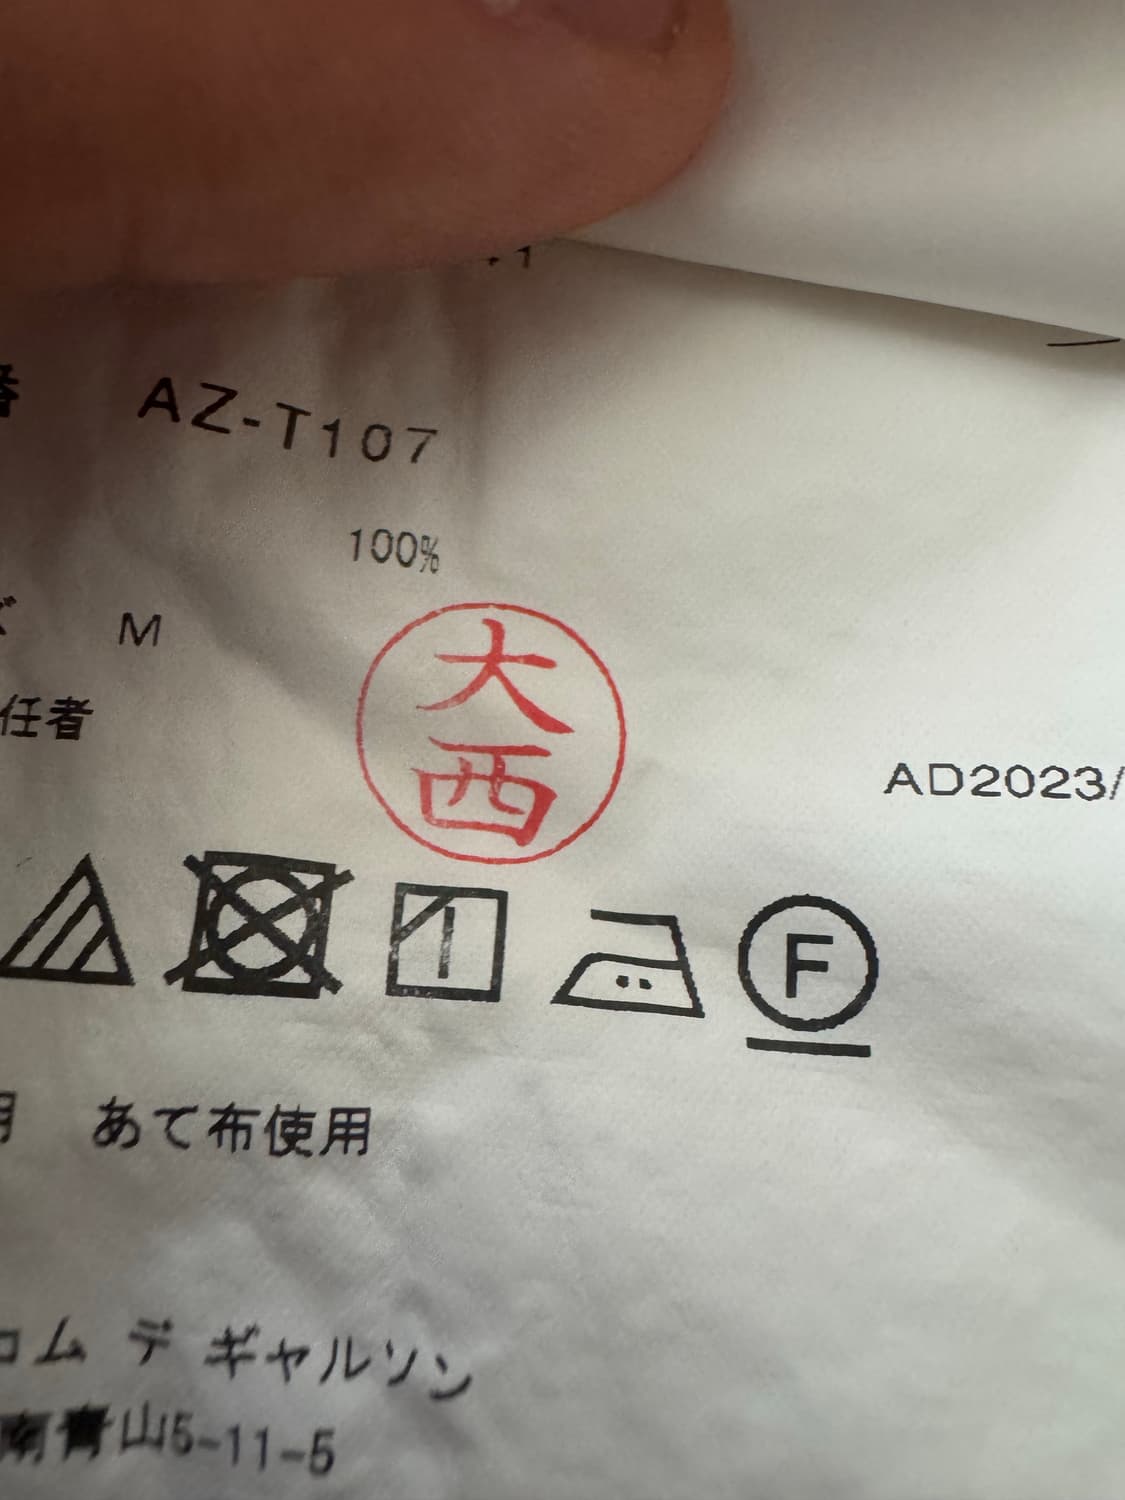 番 AZ-T107
100%
ズ M
任者
大西
AD2023/
F
用 あて布使用
コム デ ギャルソン
南青山5-11-5